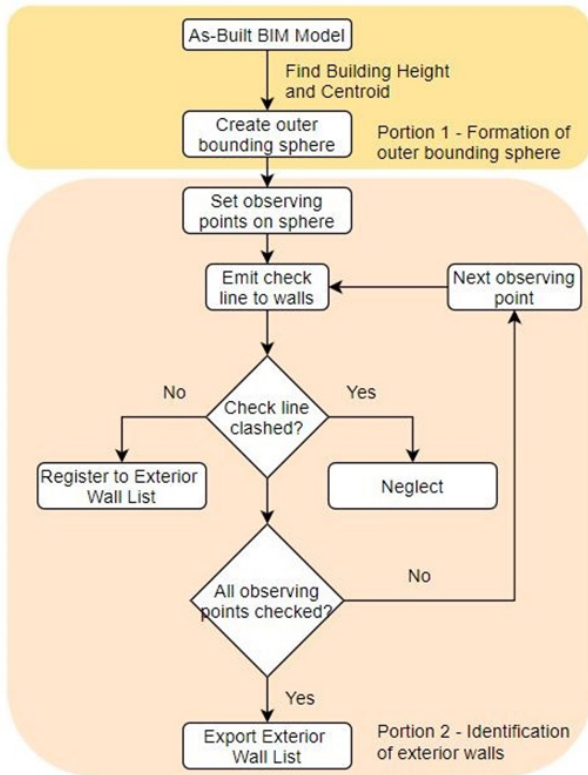 As-Built BIM Model
Find Building Height
and Centroid
Create outer
bounding sphere
Portion 1 - Formation of
outer bounding sphere
Set observing
points on sphere
Emit check
line to walls
Next observing
point
No
Yes
Check line
clashed?
Register to Exterior
Wall List
Neglect
No
All observing
points checked?
Yes
Export Exterior
Wall List
Portion 2 - Identification
of exterior walls